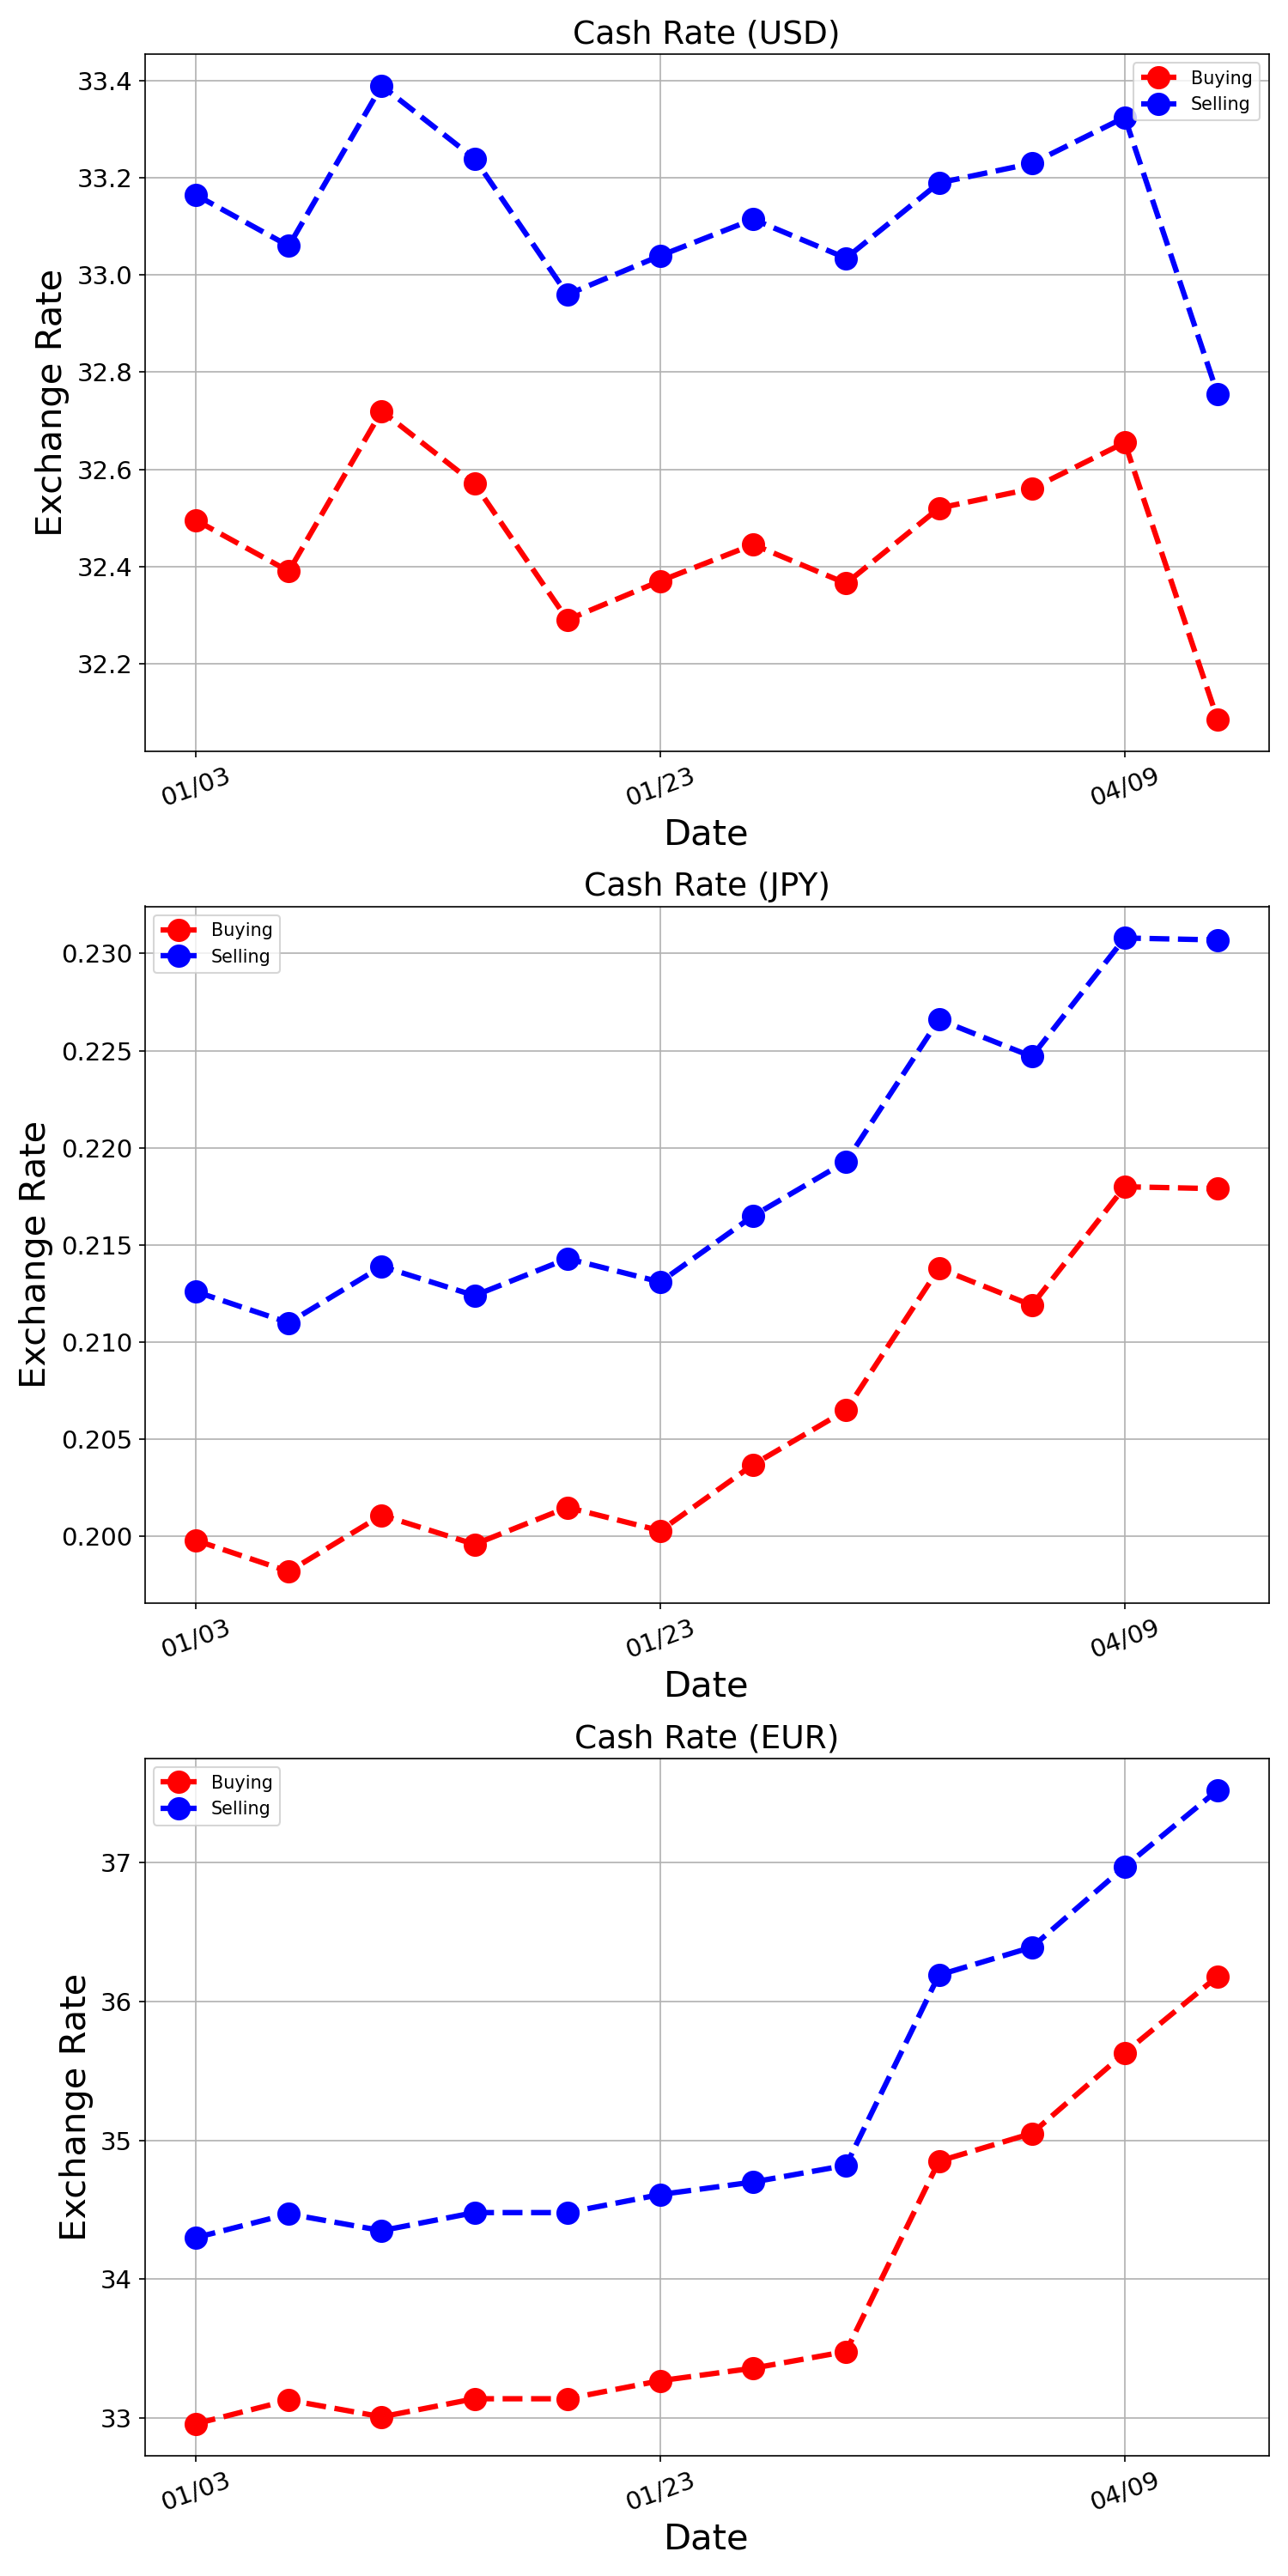 Cash Rate (USD)
Exchange Rate
33.4
33.2
33.0
32.8
32.6
32.4
32.2
Buying
Selling
01/03
01/23
04/09
Date
Cash Rate (JPY)
Exchange Rate
0.230
0.225
0.220
0.215
0.210
0.205
0.200
Buying
Selling
01/03
01/23
04/09
Date
Cash Rate (EUR)
Exchange Rate
37
36
35
34
33
Buying
Selling
01/03
01/23
04/09
Date